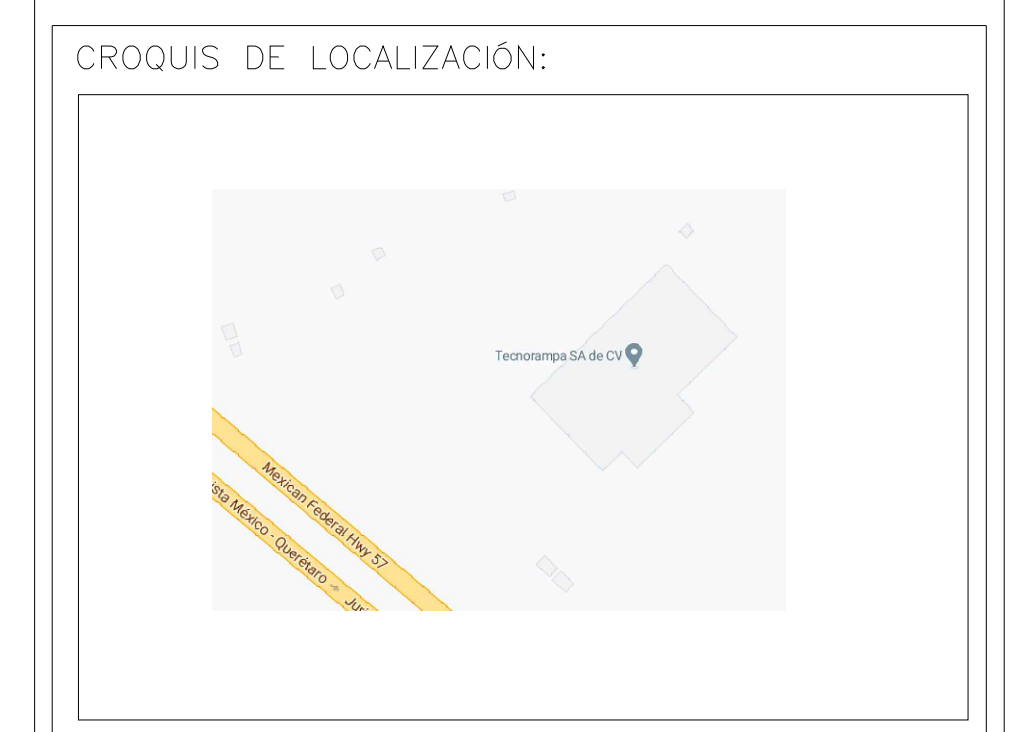 CROQUIS DE LOCALIZACIÓN:
Tecnorampa SA de CV
Mexican Federal Hwy 57
ista México - Querétaro